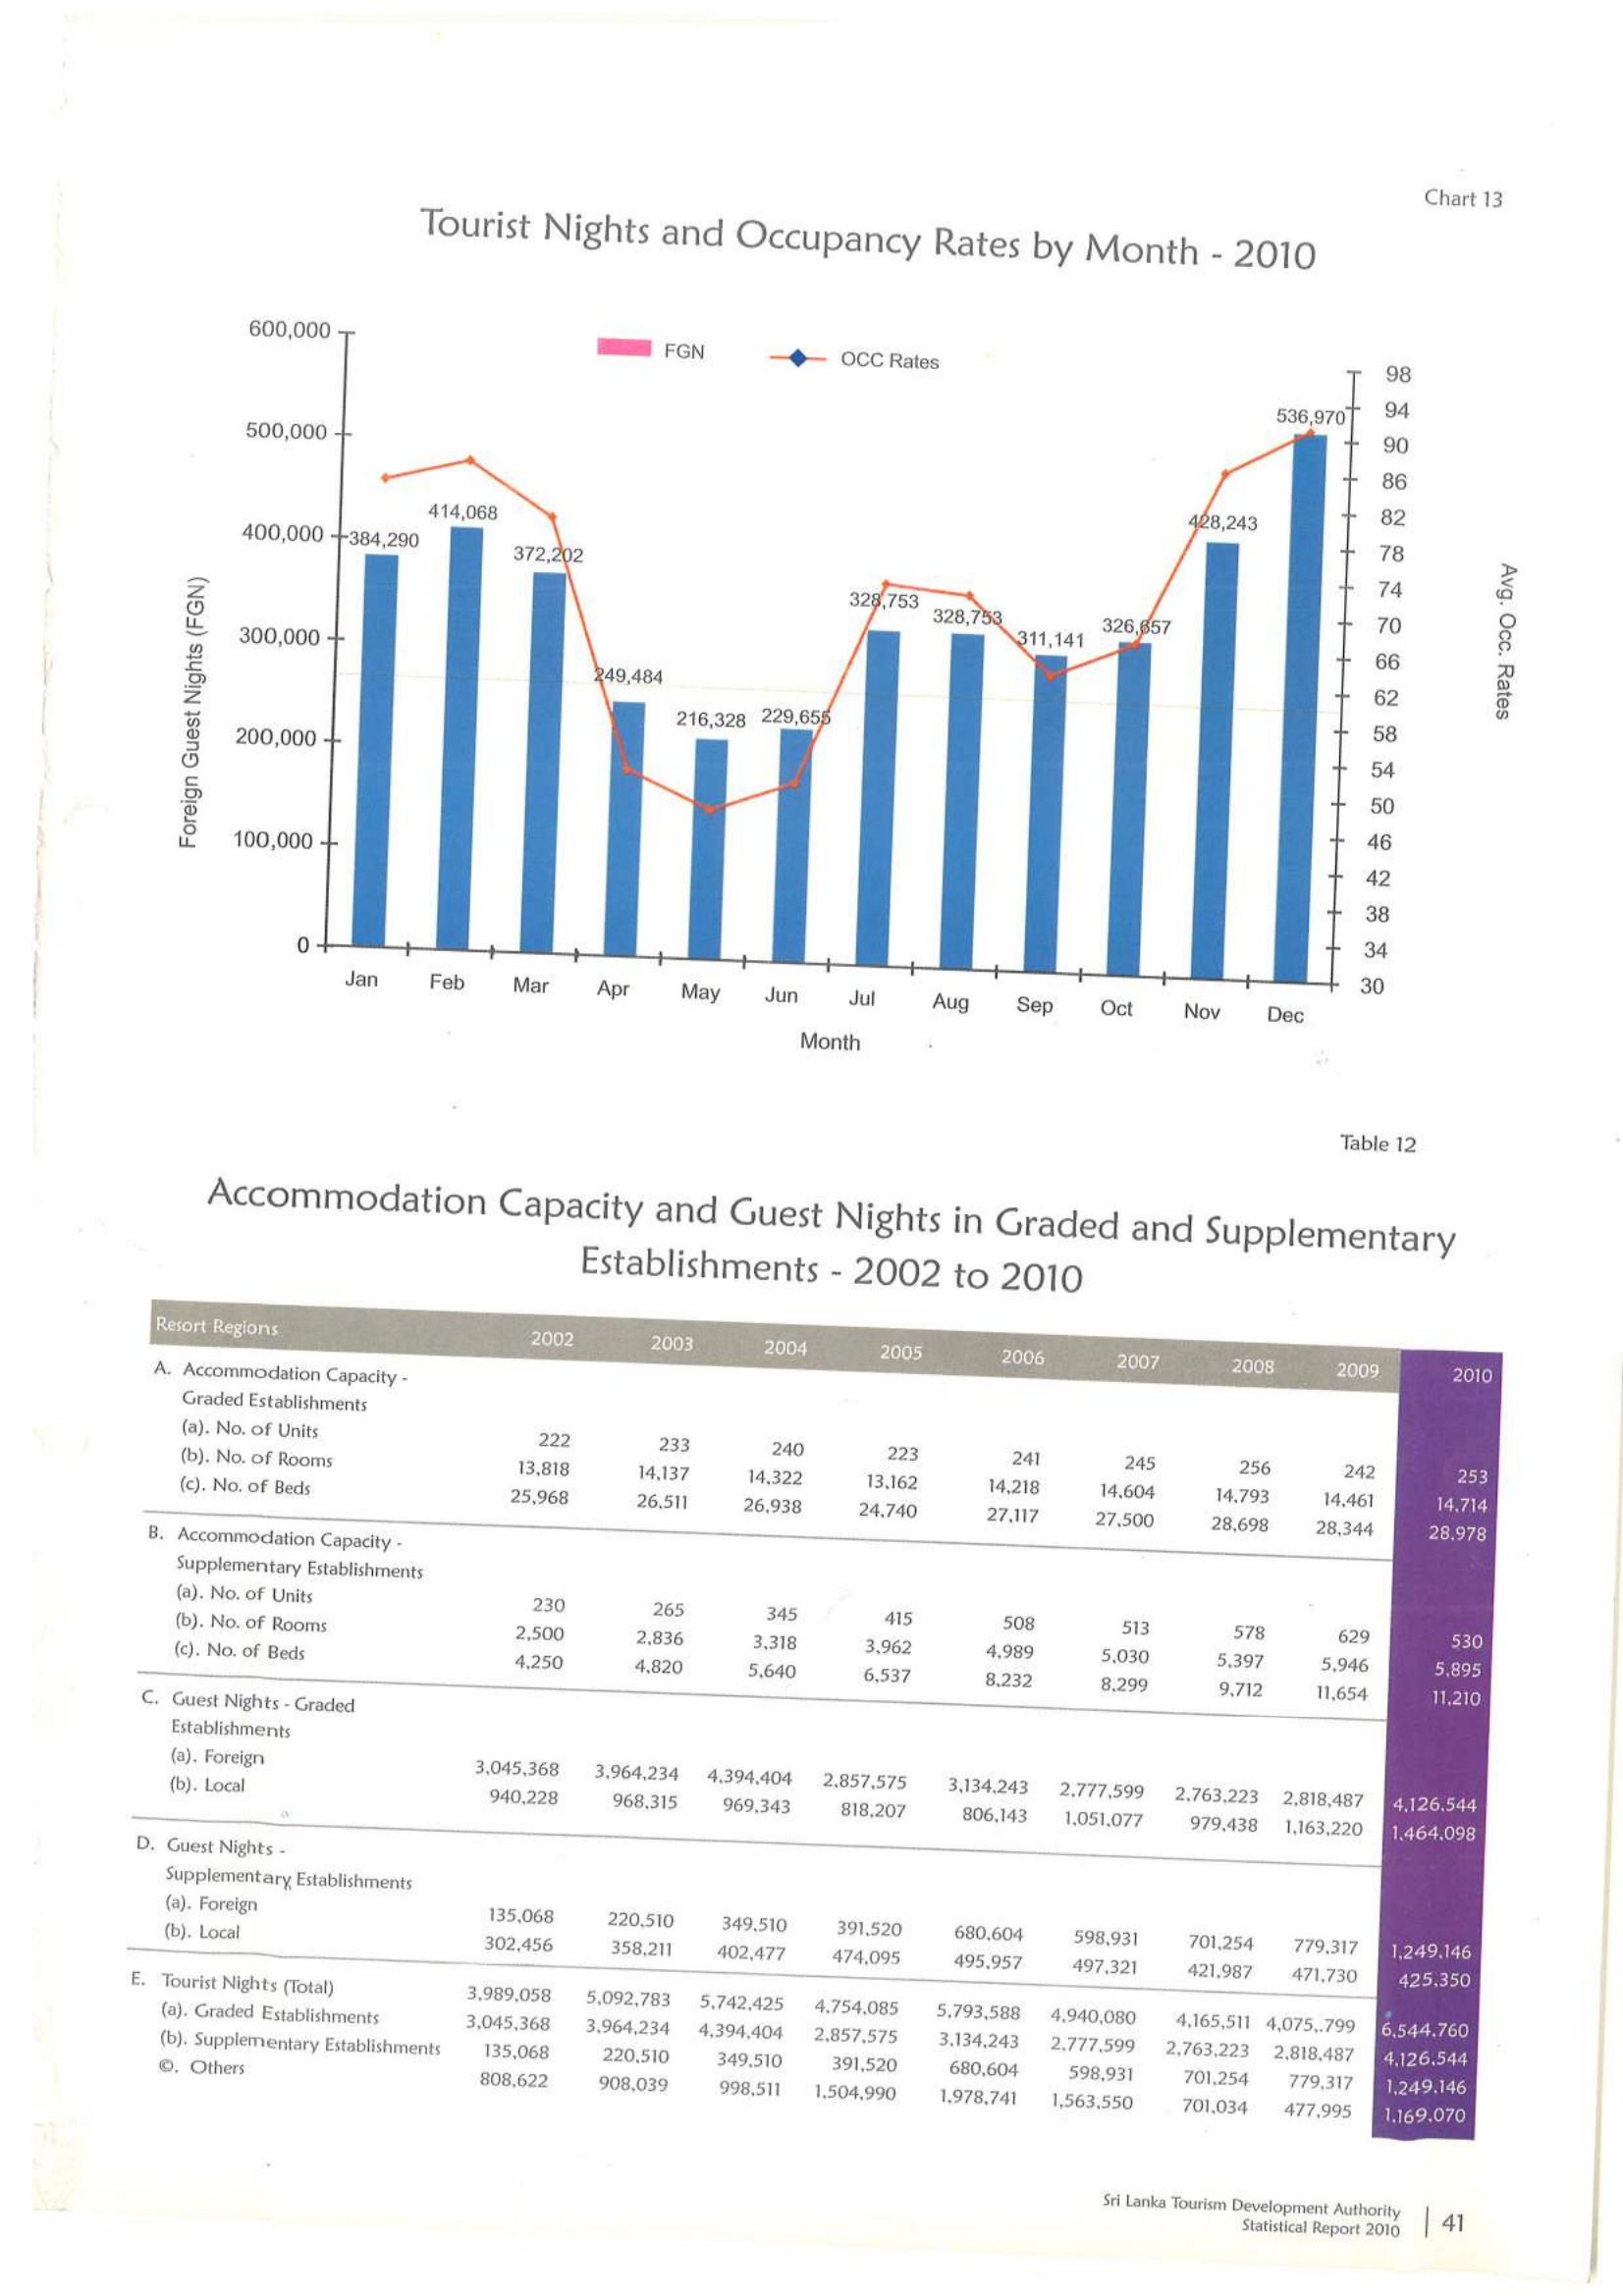 Chart 13
Tourist Nights and Occupancy Rates by Month - 2010
FGN
OCC Rates
600,000
500,000
400,000
300,000
200,000
100,000
0
Foreign Guest Nights (FGN)
384,290
414,068
372,202
249,484
216,328
229,655
328,753
328,753
311,141
326,657
428,243
536,970
98
94
90
86
82
78
74
70
66
62
58
54
50
46
42
38
34
30
Avg. Occ. Rates
Jan Feb Mar Apr May Jun Jul Aug Sep Oct Nov Dec
Month
Table 12
Accommodation Capacity and Guest Nights in Graded and Supplementary
Establishments - 2002 to 2010
Resort Regions 2002 2003 2004 2005 2006 2007 2008 2009 2010
A. Accommodation Capacity -
Graded Establishments
(a). No. of Units 222 233 240 223 241 245 256 242 253
(b). No. of Rooms 13,818 14,137 14,322 13,162 14,218 14,604 14,793 14,461 14,714
(c). No. of Beds 25,968 26,511 26,938 24,740 27,117 27,500 28,698 28,344 28,978
B. Accommodation Capacity -
Supplementary Establishments
(a). No. of Units 230 265 345 415 508 513 578 629 530
(b). No. of Rooms 2,500 2,836 3,318 3,962 4,989 5,030 5,397 5,946 5,895
(c). No. of Beds 4,250 4,820 5,640 6,537 8,232 8,299 9,712 11,654 11,210
C. Guest Nights - Graded
Establishments
(a). Foreign 3,045,368 3,964,234 4,394,404 2,857,575 3,134,243 2,777,599 2,763,223 2,818,487 4,126,544
(b). Local 940,228 968,315 969,343 818,207 806,143 1,051,077 979,438 1,163,220 1,464,098
D. Guest Nights -
Supplementary Establishments
(a). Foreign 135,068 220,510 349,510 391,520 680,604 598,931 701,254 779,317 1,249,146
(b). Local 302,456 358,211 402,477 474,095 495,957 497,321 421,987 471,730 425,350
E. Tourist Nights (Total) 3,989,058 5,092,783 5,742,425 4,754,085 5,793,588 4,940,080 4,165,511 4,075,.799 6,544,760
(a). Graded Establishments 3,045,368 3,964,234 4,394,404 2,857,575 3,134,243 2,777,599 2,763,223 2,818,487 4,126,544
(b). Supplementary Establishments 135,068 220,510 349,510 391,520 680,604 598,931 701,254 779,317 1,249,146
©. Others 808,622 908,039 998,511 1,504,990 1,978,741 1,563,550 701,034 477,995 1,169,070
Sri Lanka Tourism Development Authority
Statistical Report 2010 | 41